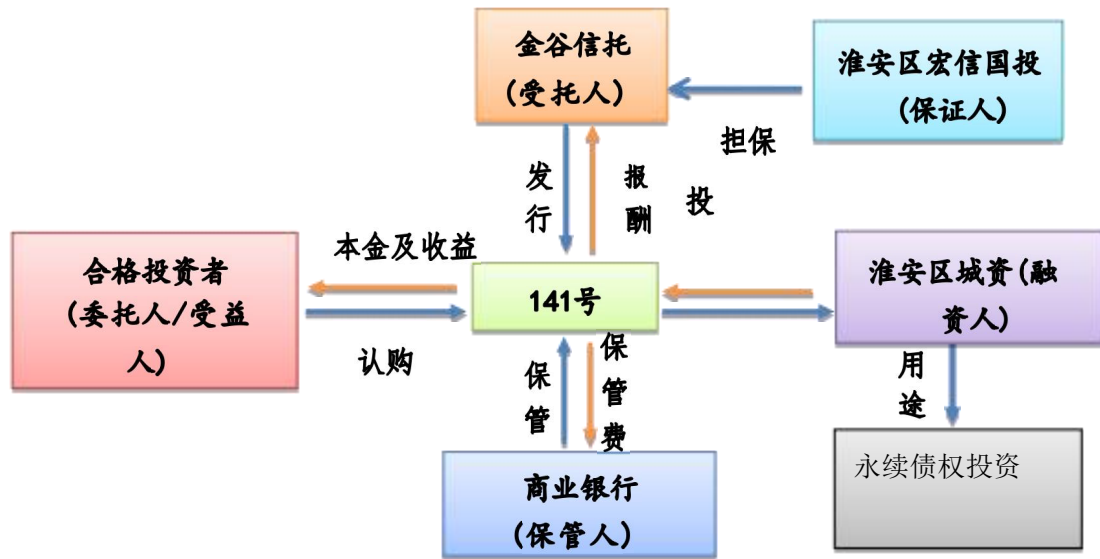 金谷信托
(受托人)
淮安区宏信国投
(保证人)
担保
发行
报酬
投
本金及收益
合格投资者
(委托人/受益
人)
认购
141号
淮安区城资(融
资人)
保管
保管费
用途
商业银行
(保管人)
永续债权投资